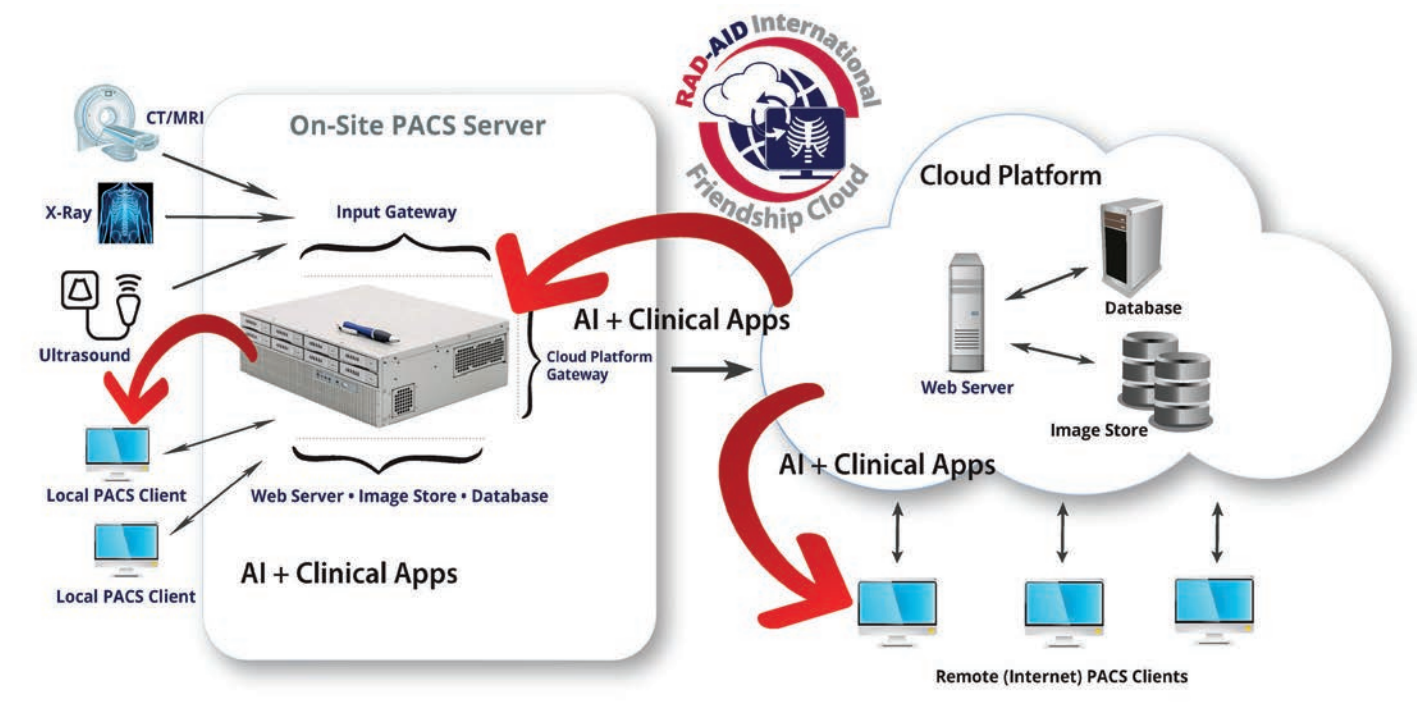 RAD-AID International
Friendship Cloud
On-Site PACS Server
CT/MRI
X-Ray
Ultrasound
Input Gateway
AI + Clinical Apps
Cloud Platform
Gateway
Local PACS Client
Web Server • Image Store • Database
Local PACS Client
AI + Clinical Apps
Cloud Platform
Database
Web Server
Image Store
AI + Clinical Apps
Remote (Internet) PACS Clients